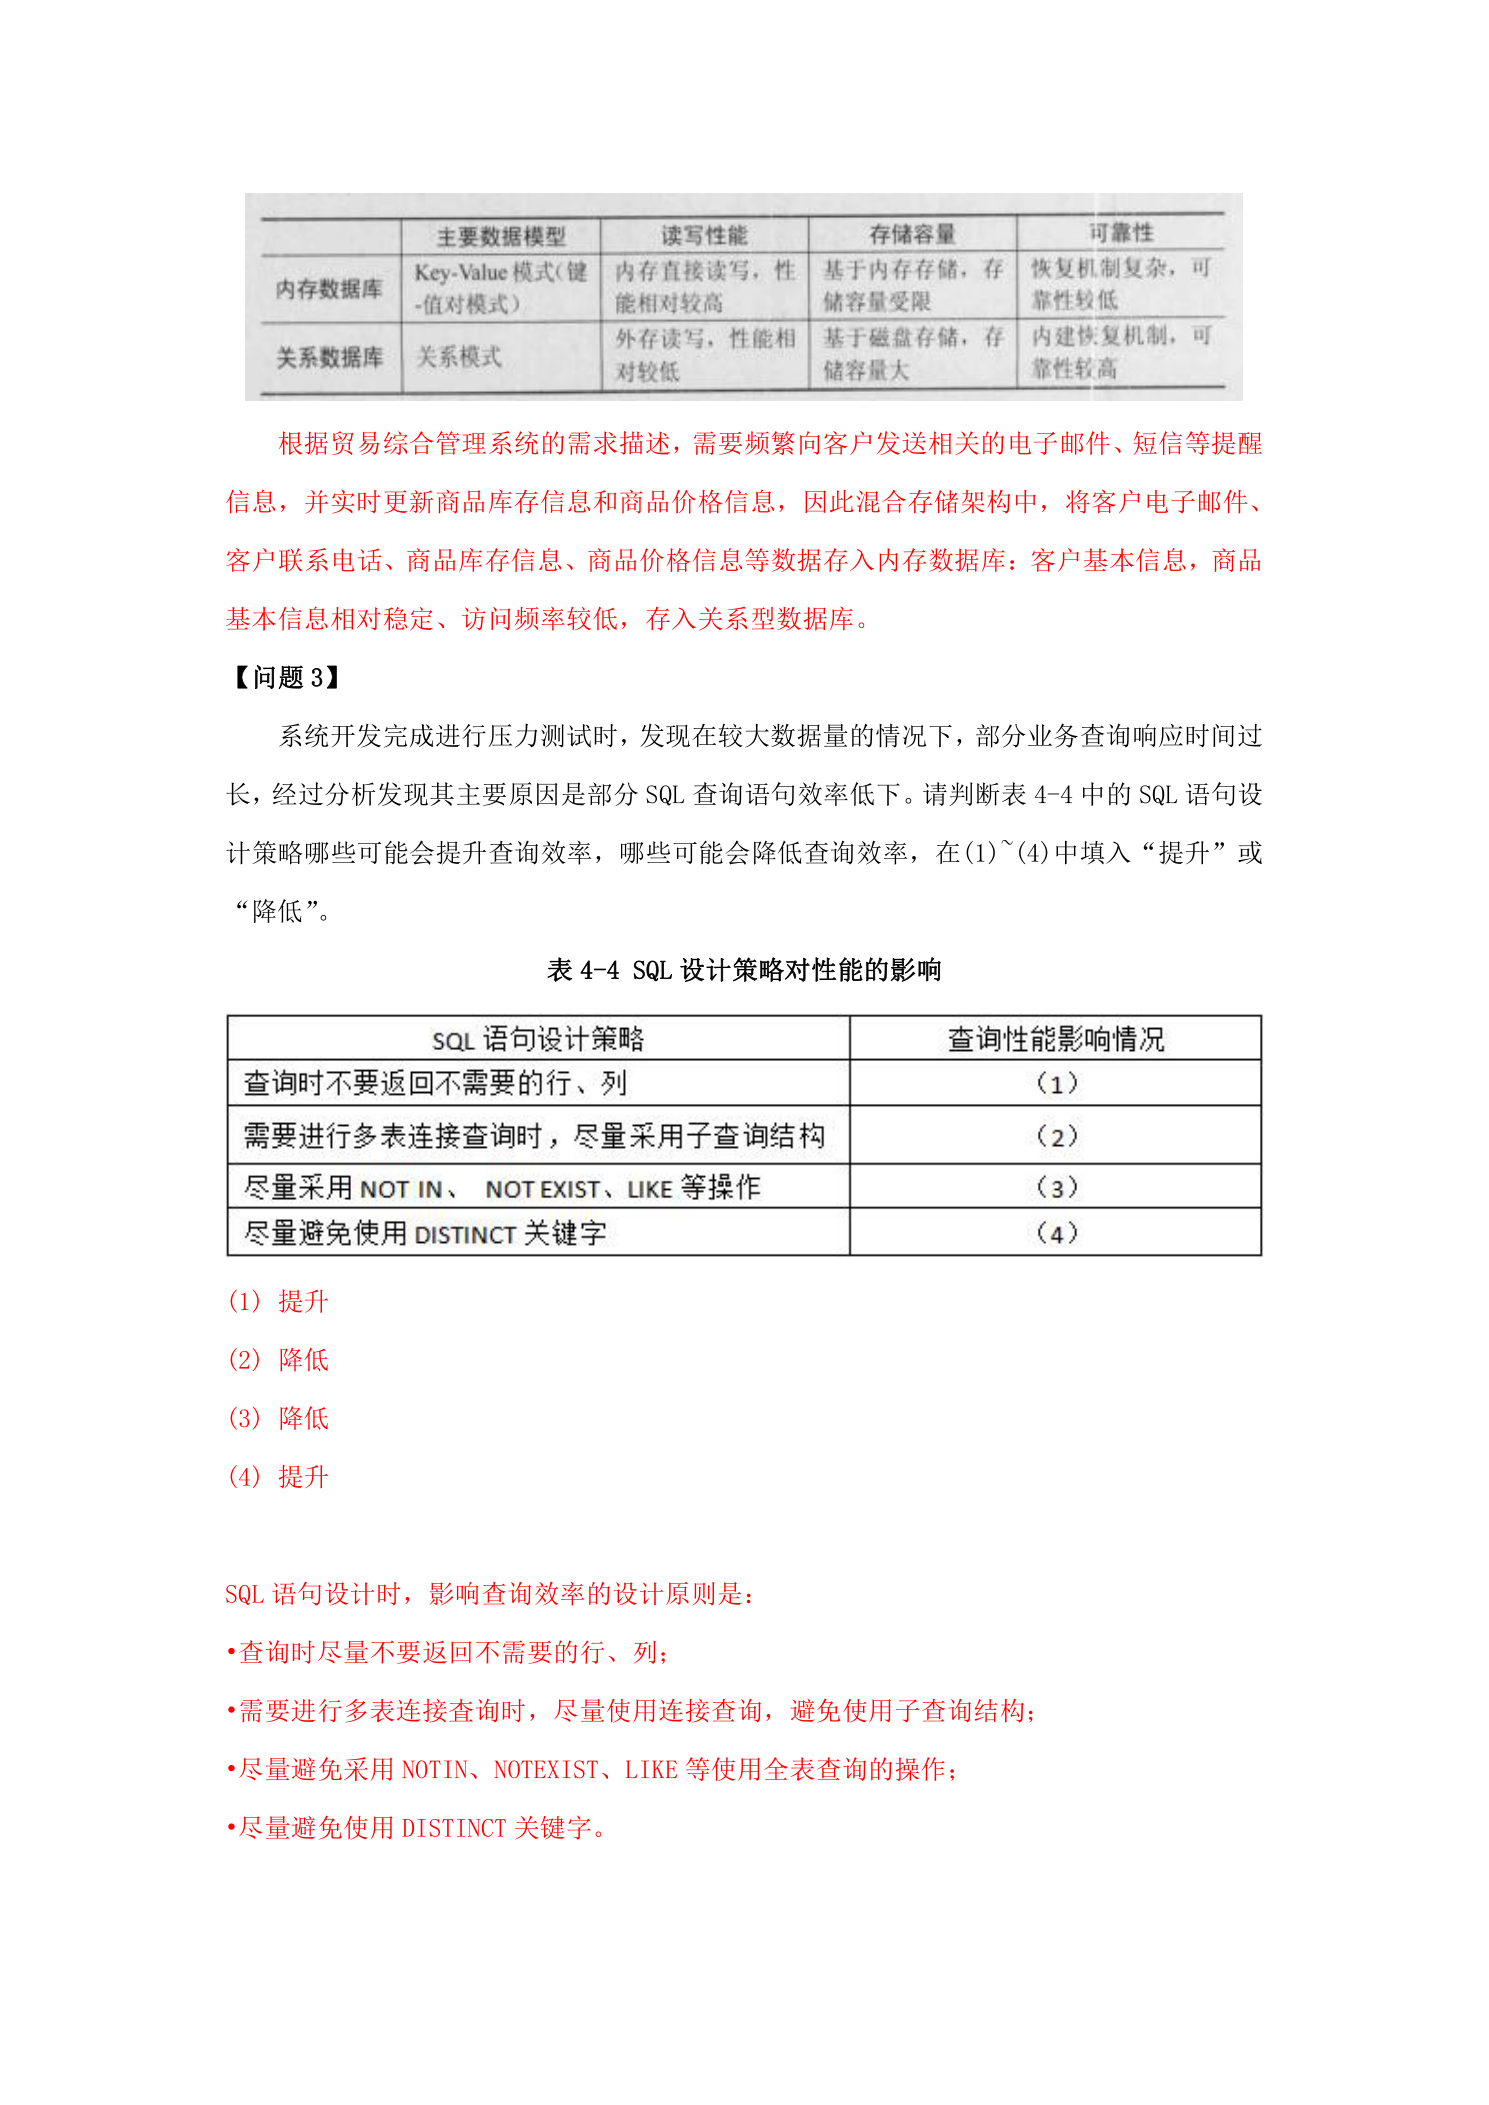 主要数据模型 读写性能 存储容量 可靠性
内存数据库 Key-Value 模式（键-值对模式） 内存直接读写，性能相对较高 基于内存存储，存储容量受限 恢复机制复杂，可靠性较低
关系数据库 关系模式 外存读写，性能相对较低 基于磁盘存储，存储容量大 内建恢复机制，可靠性较高
根据贸易综合管理系统的需求描述，需要频繁向客户发送相关的电子邮件、短信等提醒
信息，并实时更新商品库存信息和商品价格信息，因此混合存储架构中，将客户电子邮件、
客户联系电话、商品库存信息、商品价格信息等数据存入内存数据库：客户基本信息，商品
基本信息相对稳定、访问频率较低，存入关系型数据库。
【问题 3】
系统开发完成进行压力测试时，发现在较大数据量的情况下，部分业务查询响应时间过
长，经过分析发现其主要原因是部分 SQL 查询语句效率低下。请判断表 4-4 中的 SQL 语句设
计策略哪些可能会提升查询效率，哪些可能会降低查询效率，在(1)~(4)中填入“提升”或
“降低”。
表 4-4 SQL 设计策略对性能的影响
SQL 语句设计策略 查询性能影响情况
查询时不要返回不需要的行、列 （1）
需要进行多表连接查询时，尽量采用子查询结构 （2）
尽量采用 NOT IN、 NOT EXIST、LIKE 等操作 （3）
尽量避免使用 DISTINCT 关键字 （4）
(1) 提升
(2) 降低
(3) 降低
(4) 提升
SQL 语句设计时，影响查询效率的设计原则是：
•查询时尽量不要返回不需要的行、列；
•需要进行多表连接查询时，尽量使用连接查询，避免使用子查询结构；
•尽量避免采用 NOTIN、NOTEXIST、LIKE 等使用全表查询的操作；
•尽量避免使用 DISTINCT 关键字。